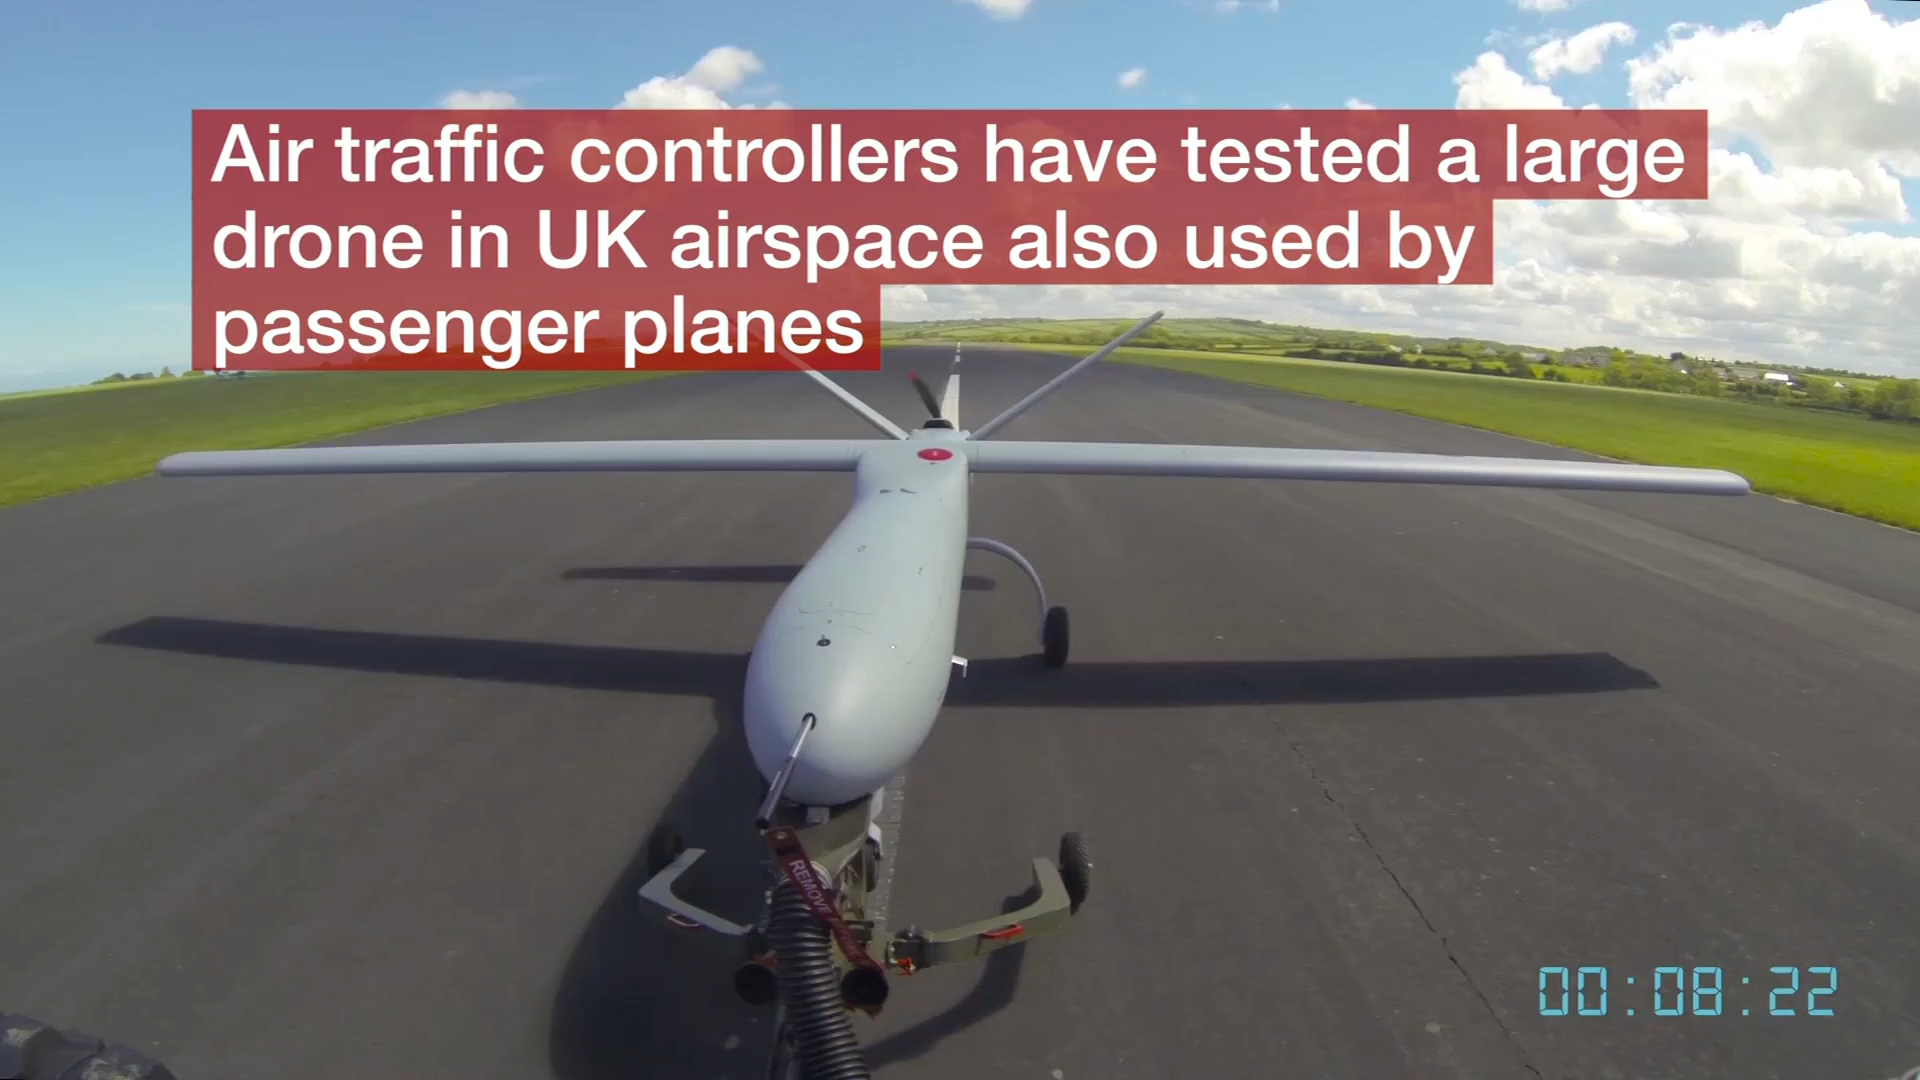 Air traffic controllers have tested a large
drone in UK airspace also used by
passenger planes
REMOVE
00:08:22